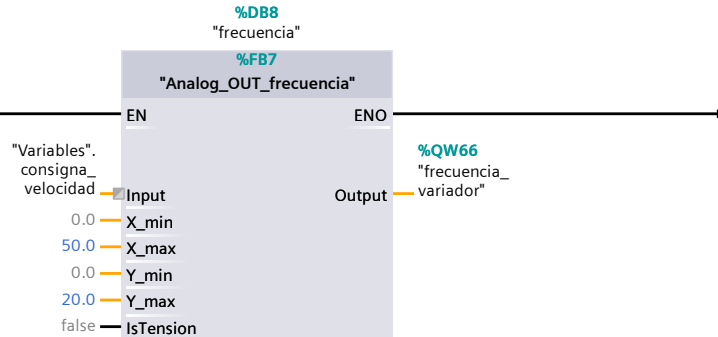 %DB8
"frecuencia"
%FB7
"Analog_OUT_frecuencia"
EN
ENO
"Variables".
consigna_
velocidad
Input
Output
%QW66
"frecuencia_
variador"
0.0
X_min
50.0
X_max
0.0
Y_min
20.0
Y_max
false
IsTension